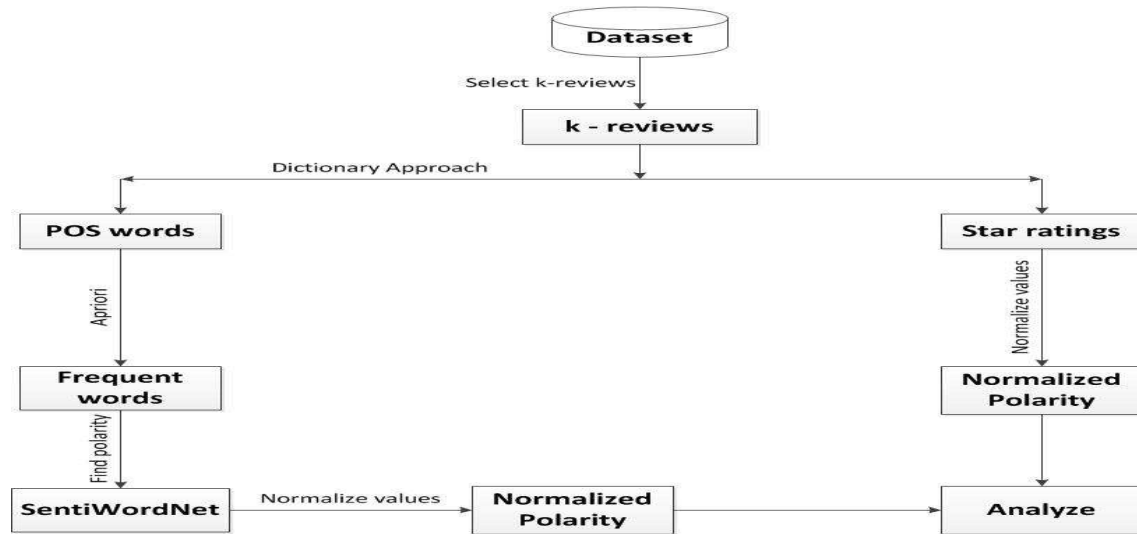 Dataset
Select k-reviews
k - reviews
Dictionary Approach
POS words
Star ratings
Apriori
Normalize values
Frequent
words
Normalized
Polarity
Find polarity
SentiWordNet
Normalize values
Normalized
Polarity
Analyze